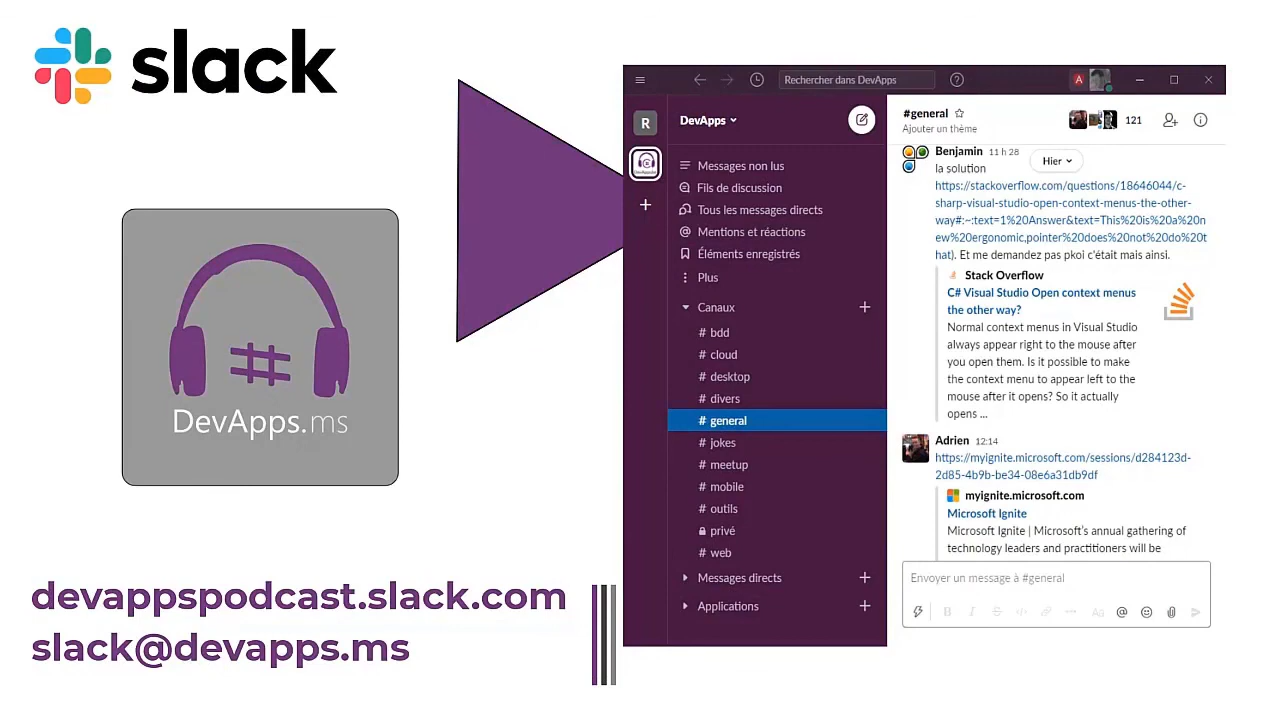 slack
DevApps.ms
devappspodcast.slack.com
slack@devapps.ms
Rechercher dans DevApps
?
A
R
DevApps
Messages non lus
Fils de discussion
Tous les messages directs
Mentions et réactions
Éléments enregistrés
Plus
Canaux
# bdd
# cloud
# desktop
# divers
# general
# jokes
# meetup
# mobile
# outils
privé
# web
Messages directs
Applications
#general
Ajouter un thème
121
Benjamin 11 h 28
Hier
la solution
https://stackoverflow.com/questions/18646044/c-
sharp-visual-studio-open-context-menus-the-other-
way#:~:text=1%20Answer&text=This%20is%20a%20n
ew%20ergonomic,pointer%20does%20not%20do%20t
hat). Et me demandez pas pkoi c'était mais ainsi.
Stack Overflow
C# Visual Studio Open context menus
the other way?
Normal context menus in Visual Studio
always appear right to the mouse after
you open them. Is it possible to make
the context menu to appear left to the
mouse after it opens? So it actually
opens ...
Adrien 12:14
https://myignite.microsoft.com/sessions/d284123d-
2d85-4b9b-be34-08e6a31db9df
myignite.microsoft.com
Microsoft Ignite
Microsoft Ignite | Microsoft's annual gathering of
technology leaders and practitioners will be
Envoyer un message à #general
B I S Aa @